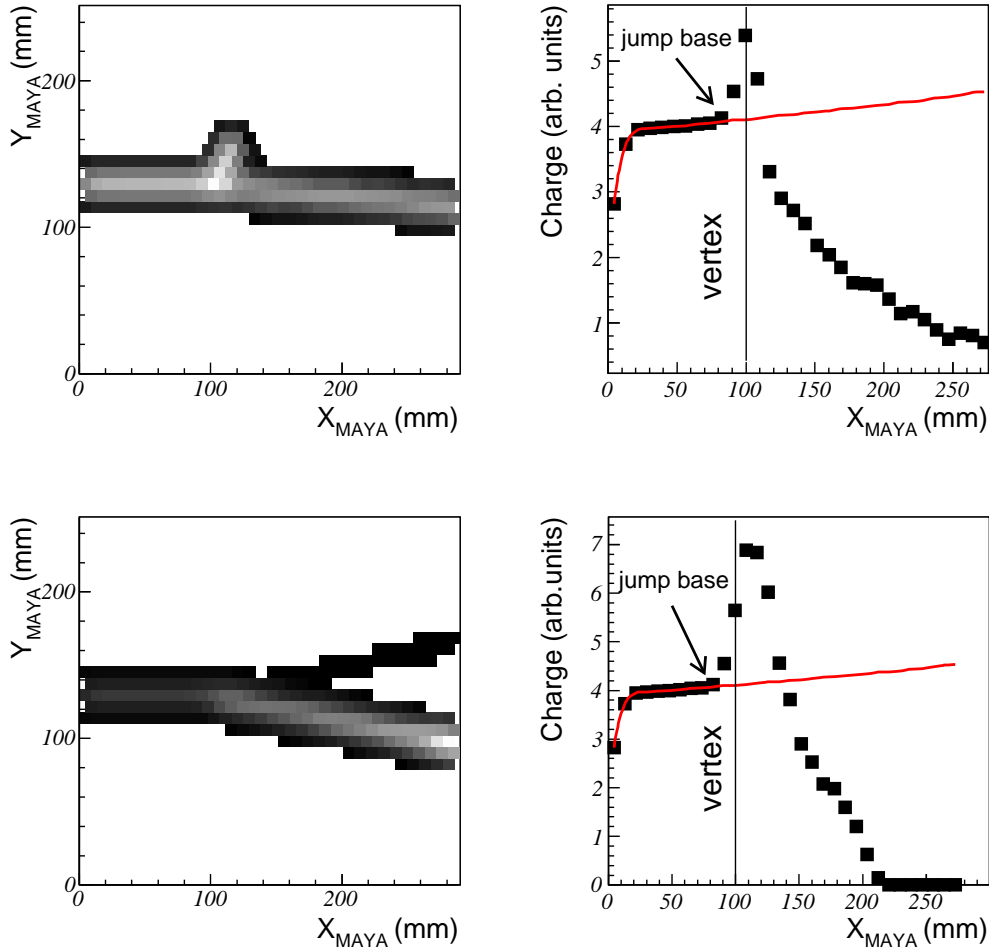 Y_MAYA (mm)
200
100
0
0 100 200
X_MAYA (mm)
Charge (arb. units)
5
4
3
2
1
jump base
vertex
0 50 100 150 200 250
X_MAYA (mm)
Y_MAYA (mm)
200
100
0
0 100 200
X_MAYA (mm)
Charge (arb.units)
7
6
5
4
3
2
1
0
jump base
vertex
0 50 100 150 200 250
X_MAYA (mm)